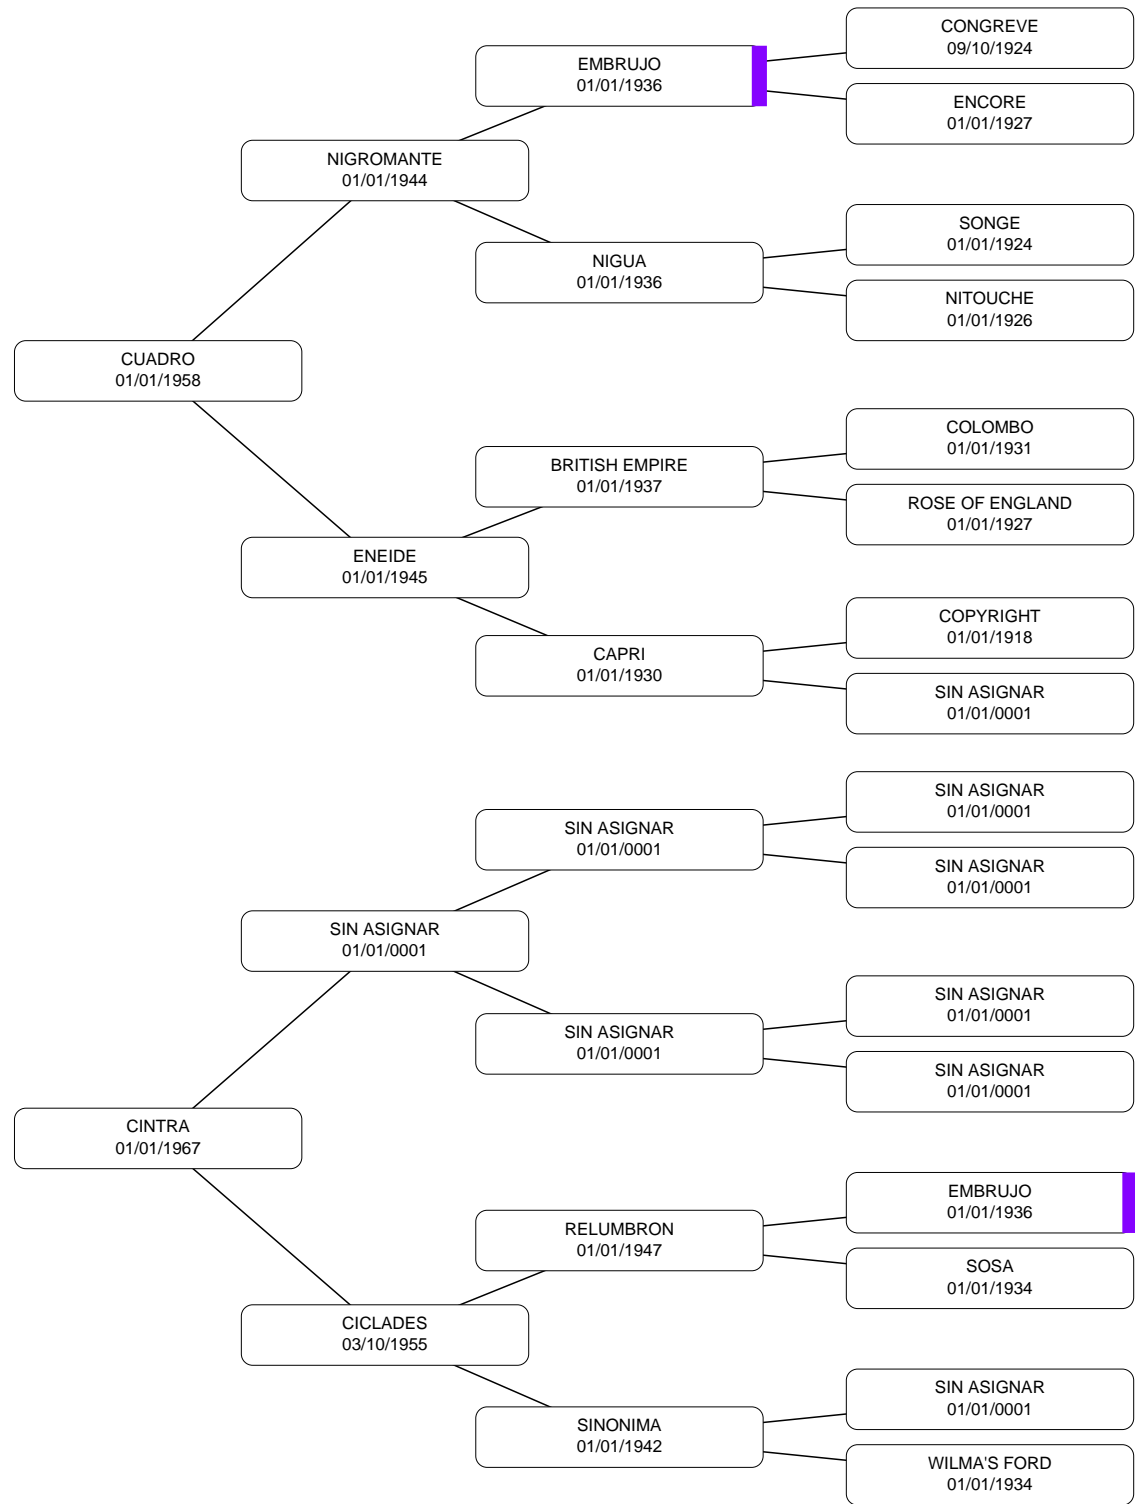 CONGREVE
09/10/1924
EMBRUJO
01/01/1936
ENCORE
01/01/1927
NIGROMANTE
01/01/1944
SONGE
01/01/1924
NIGUA
01/01/1936
NITOUCHE
01/01/1926
CUADRO
01/01/1958
COLOMBO
01/01/1931
BRITISH EMPIRE
01/01/1937
ROSE OF ENGLAND
01/01/1927
ENEIDE
01/01/1945
COPYRIGHT
01/01/1918
CAPRI
01/01/1930
SIN ASIGNAR
01/01/0001
SIN ASIGNAR
01/01/0001
SIN ASIGNAR
01/01/0001
SIN ASIGNAR
01/01/0001
SIN ASIGNAR
01/01/0001
SIN ASIGNAR
01/01/0001
SIN ASIGNAR
01/01/0001
SIN ASIGNAR
01/01/0001
CINTRA
01/01/1967
EMBRUJO
01/01/1936
RELUMBRON
01/01/1947
SOSA
01/01/1934
CICLADES
03/10/1955
SIN ASIGNAR
01/01/0001
SINONIMA
01/01/1942
WILMA'S FORD
01/01/1934